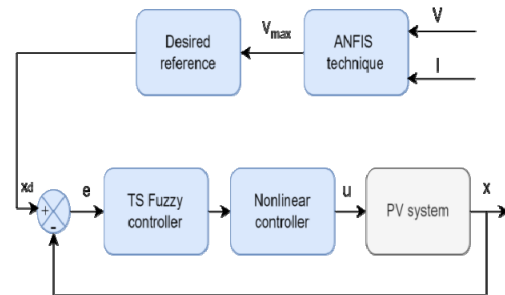 Desired
reference
Vmax
ANFIS
technique
V
I
xd
+
-
e
TS Fuzzy
controller
Nonlinear
controller
u
PV system
x